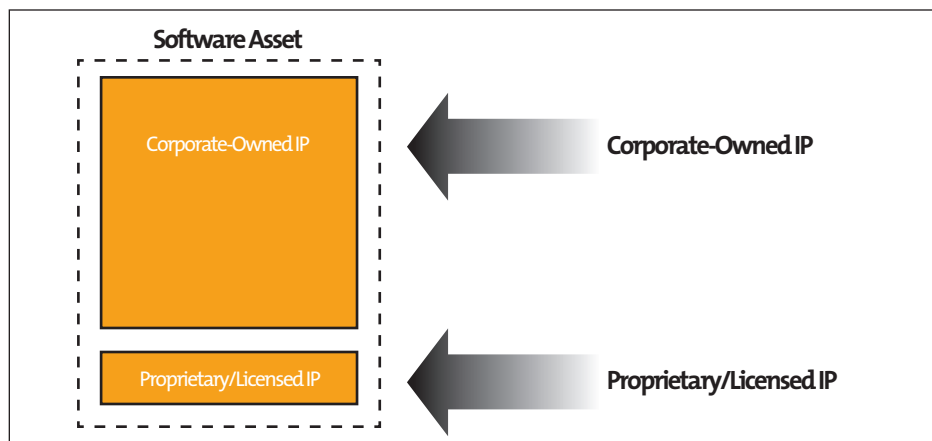 Software Asset
Corporate-Owned IP
Corporate-Owned IP
Proprietary/Licensed IP
Proprietary/Licensed IP